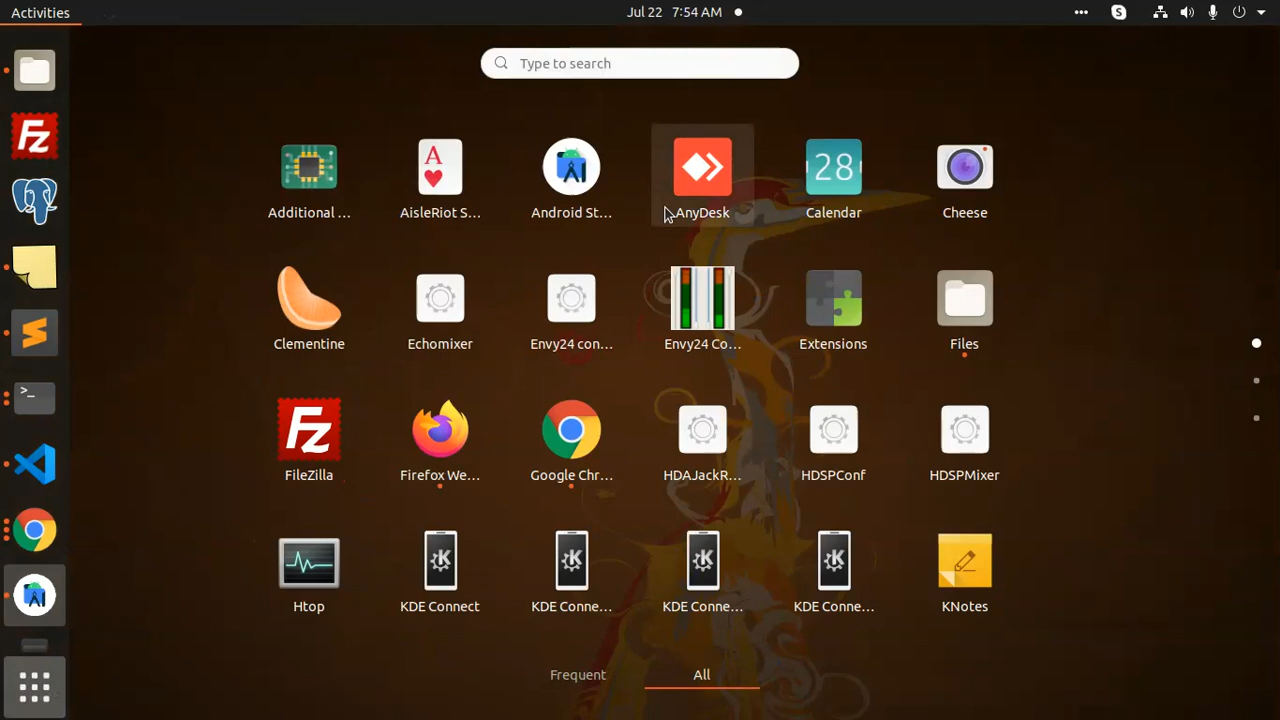 Activities
Jul 22 7:54 AM
Type to search
Additional ...
AisleRiot S...
Android St...
AnyDesk
28
Calendar
Cheese
Clementine
Echomixer
Envy24 con...
Envy24 Co...
Extensions
Files
FileZilla
Firefox We...
Google Chr...
HDAJackR...
HDSPConf
HDSPMixer
Htop
KDE Connect
KDE Conne...
KDE Conne...
KDE Conne...
KNotes
Frequent
All